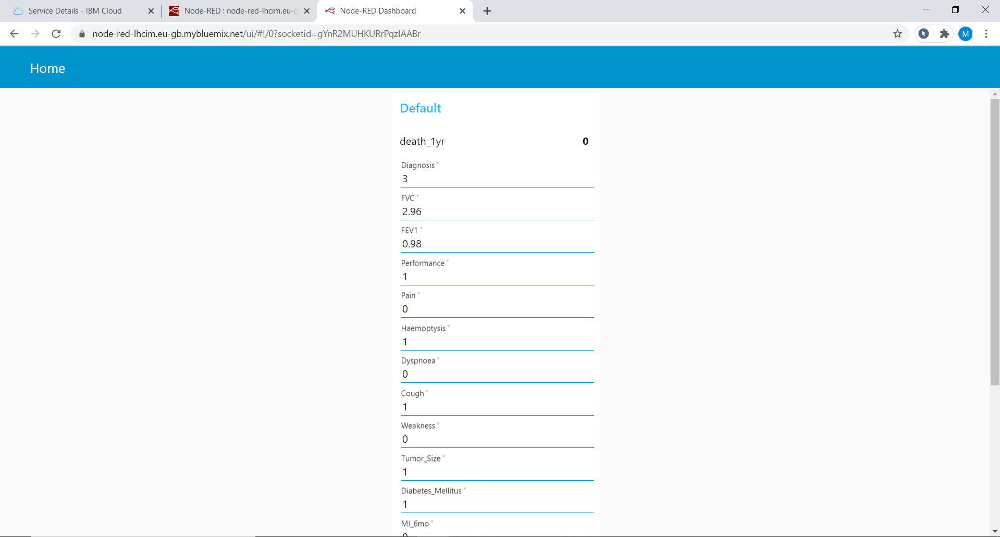 Service Details - IBM Cloud
Node-RED : node-red-lhcim.eu-g
Node-RED Dashboard
node-red-lhcim.eu-gb.mybluemix.net/ui/#!/0?socketid=gYnR2MUHKURrPqzIAABr
M
Home
Default
death_1yr 0
Diagnosis *
3
FVC *
2.96
FEV1 *
0.98
Performance *
1
Pain *
0
Haemoptysis *
1
Dyspnoea *
0
Cough *
1
Weakness *
0
Tumor_Size *
1
Diabetes_Mellitus *
1
MI_6mo *